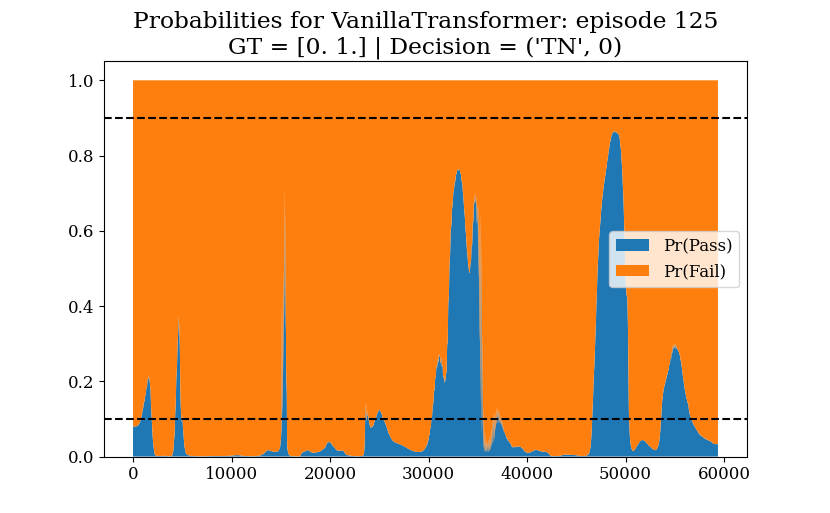 Probabilities for VanillaTransformer: episode 125
GT = [0. 1.] | Decision = ('TN', 0)
1.0
0.8
0.6
0.4
0.2
0.0
Pr(Pass)
Pr(Fail)
0 10000 20000 30000 40000 50000 60000